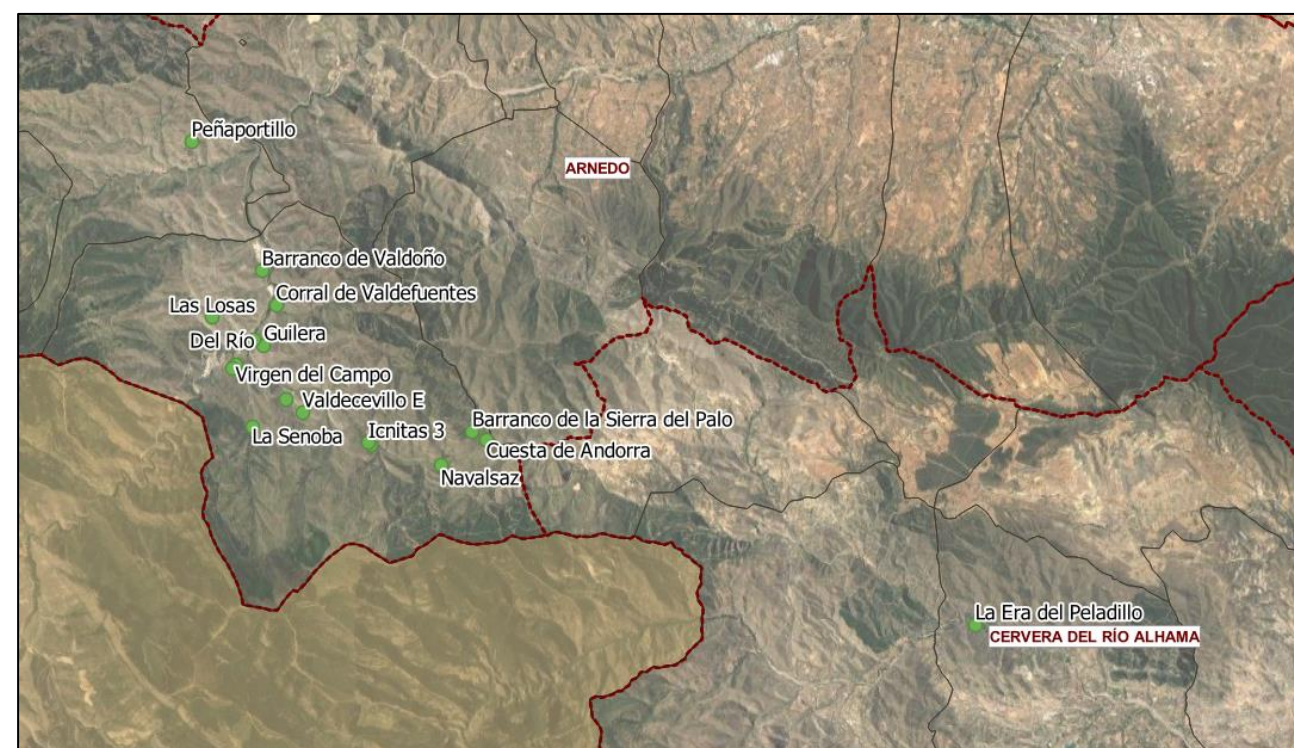 Peñaportillo
ARNEDO
Barranco de Valdoño
Corral de Valdefuentes
Las Losas
Guilera
Del Río
Virgen del Campo
Valdecevillo E
Barranco de la Sierra del Palo
Icnitas 3
La Senoba
Cuesta de Andorra
Navalsaz
La Era del Peladillo
CERVERA DEL RÍO ALHAMA